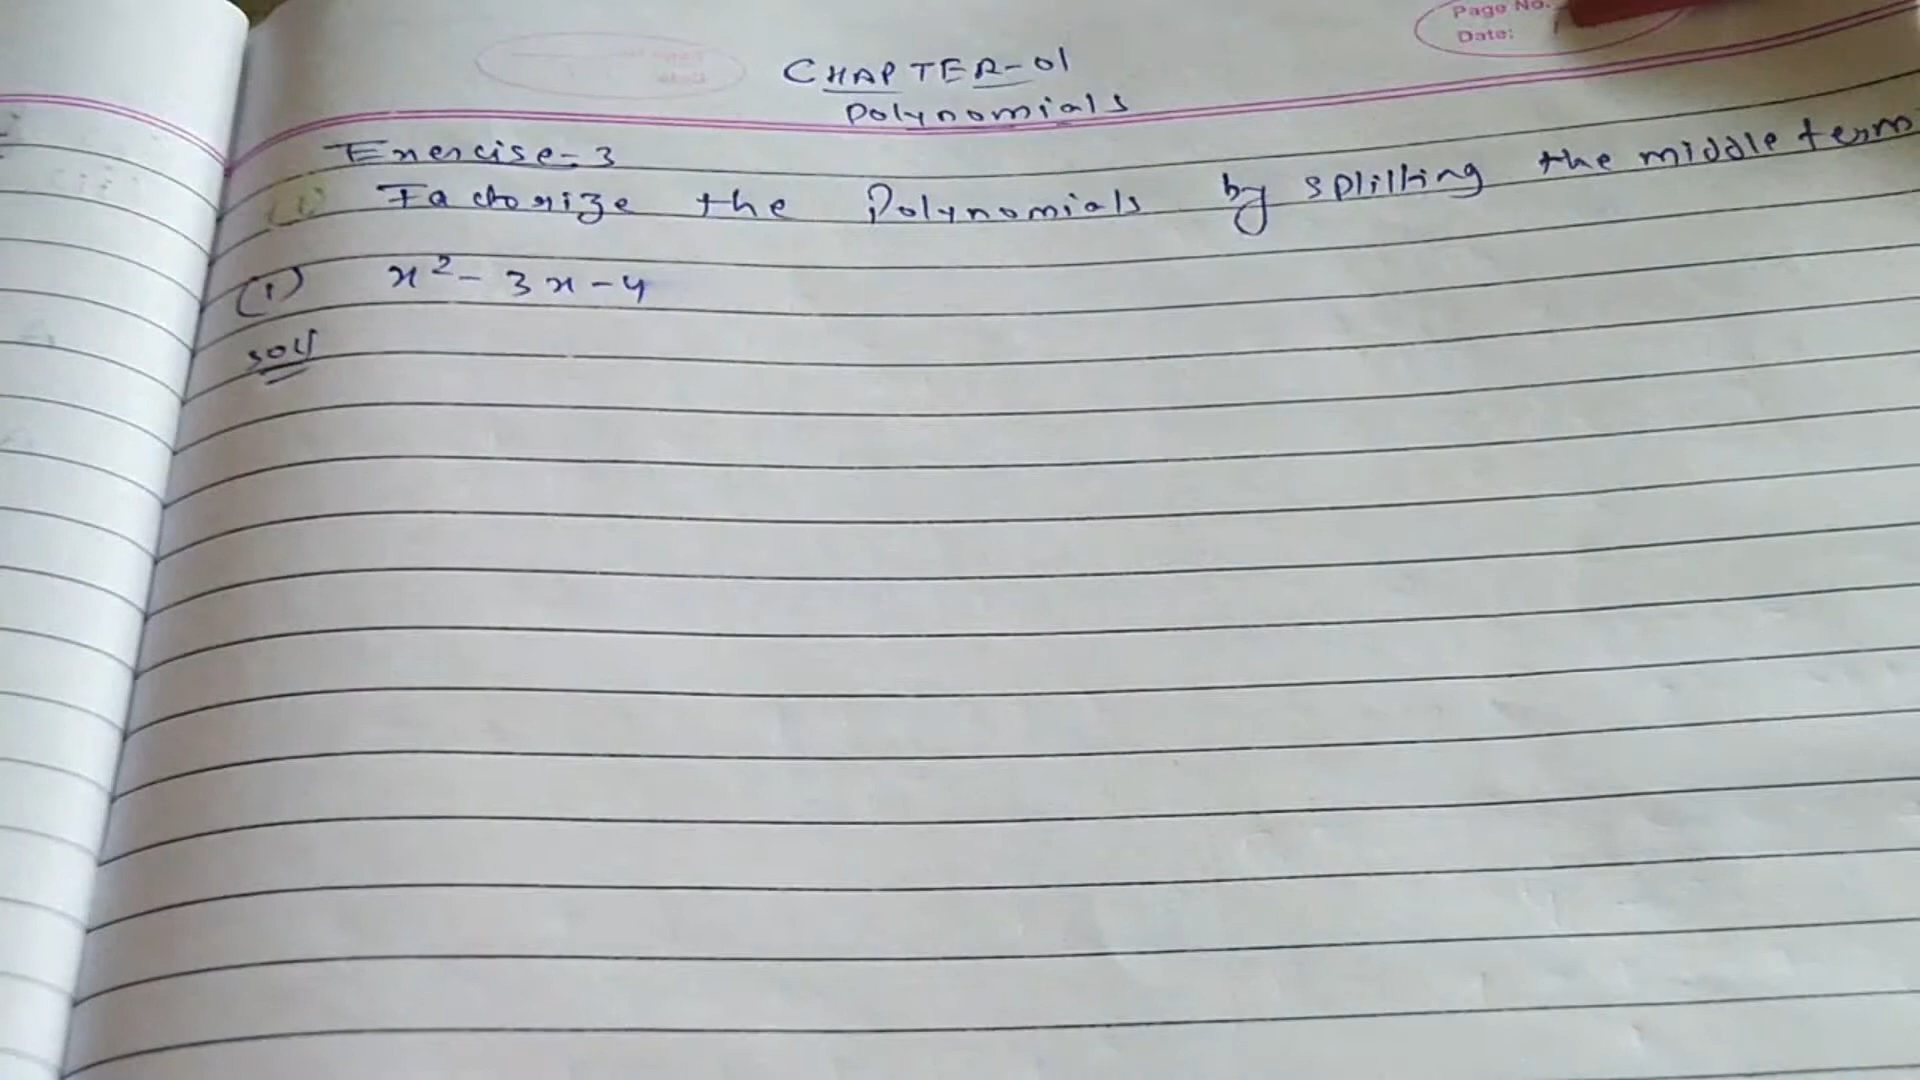 Page No.
Date:
CHAPTER-01
Polynomials
Exercise-3
(1) Factorize the Polynomials by splitting the middle term
(1) x² - 3x - 4
sol